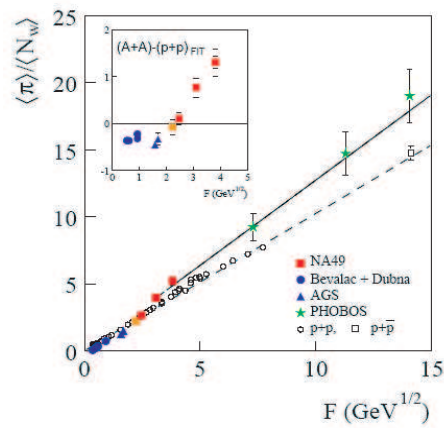 ⟨π⟩/⟨N_w⟩
25
20
15
10
5
0
(A+A)-(p+p)_FIT
2
1
0
-1
0 1 2 3 4 5
F (GeV^1/2)
NA49
Bevalac + Dubna
AGS
PHOBOS
p+p, p+p̅
0 5 10 15
F (GeV^1/2)